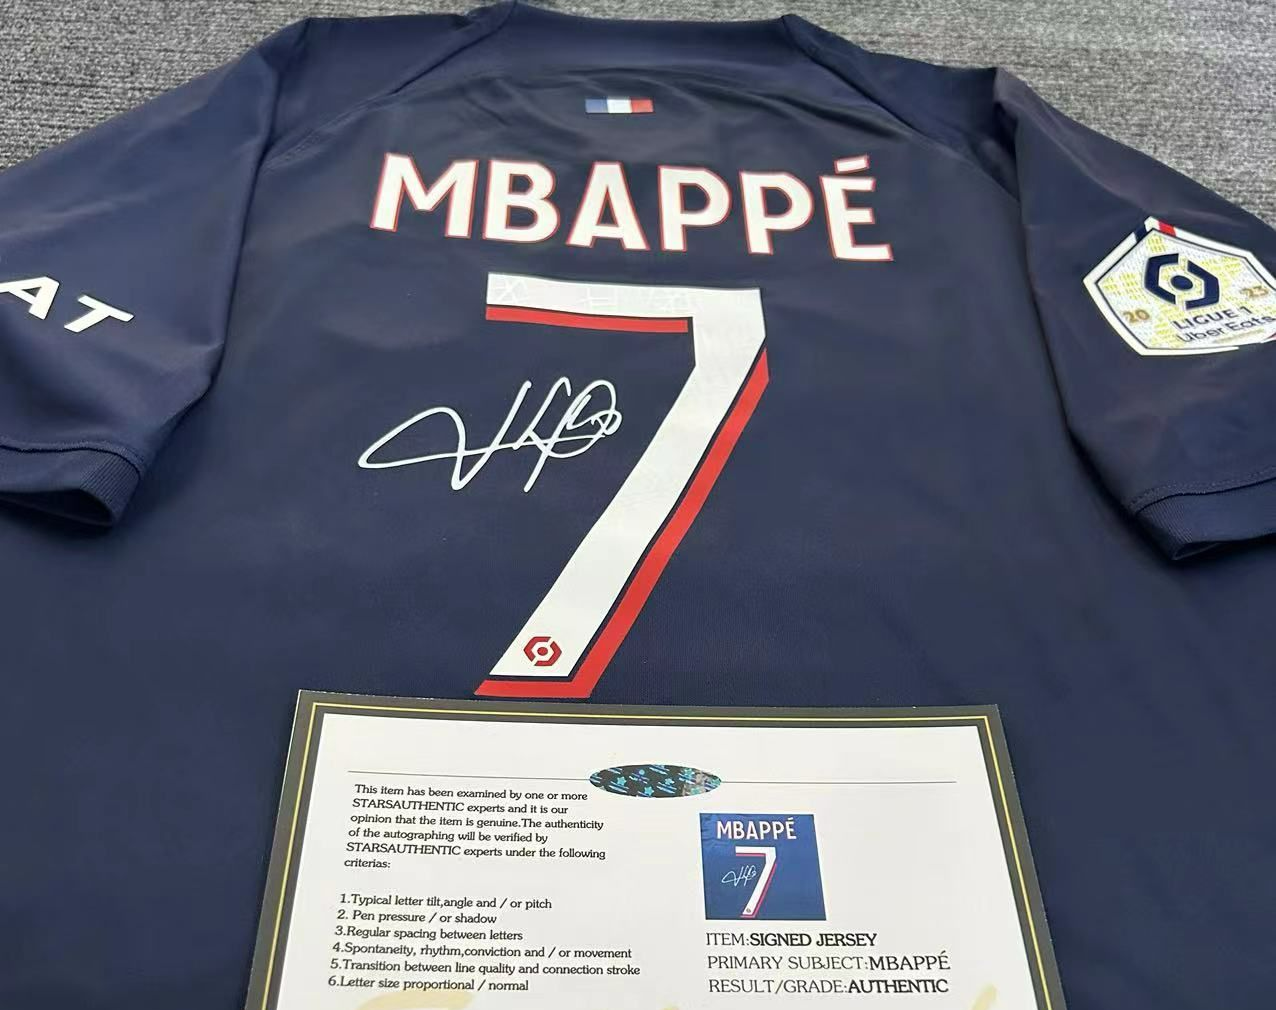 MBAPPÉ
7
AT
20 23
LIGUE 1
Uber Eats
This item has been examined by one or more
STARSAUTHENTIC experts and it is our
opinion that the item is genuine.The authenticity
of the autographing will be verified by
STARSAUTHENTIC experts under the following
criterias:
1.Typical letter tilt,angle and / or pitch
2. Pen pressure / or shadow
3.Regular spacing between letters
4.Spontaneity, rhythm,conviction and / or movement
5.Transition between line quality and connection stroke
6.Letter size proportional / normal
MBAPPÉ
7
ITEM:SIGNED JERSEY
PRIMARY SUBJECT:MBAPPÉ
RESULT/GRADE:AUTHENTIC